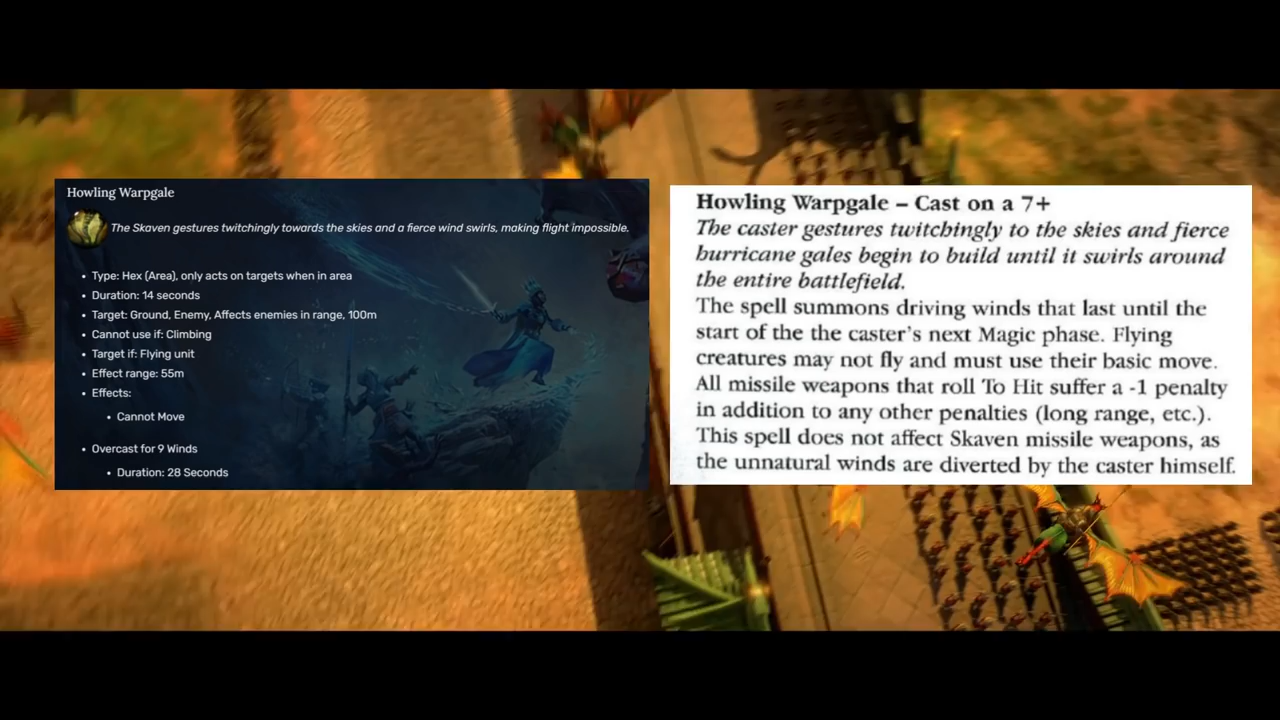 Howling Warpgale
The Skaven gestures twitchingly towards the skies and a fierce wind swirls, making flight impossible.
Type: Hex (Area), only acts on targets when in area
Duration: 14 seconds
Target: Ground, Enemy, Affects enemies in range, 100m
Cannot use if: Climbing
Target if: Flying unit
Effect range: 55m
Effects:
Cannot Move
Overcast for 9 Winds
Duration: 28 Seconds
Howling Warpgale – Cast on a 7+
The caster gestures twitchingly to the skies and fierce
hurricane gales begin to build until it swirls around
the entire battlefield.
The spell summons driving winds that last until the
start of the the caster's next Magic phase. Flying
creatures may not fly and must use their basic move.
All missile weapons that roll To Hit suffer a -1 penalty
in addition to any other penalties (long range, etc.).
This spell does not affect Skaven missile weapons, as
the unnatural winds are diverted by the caster himself.